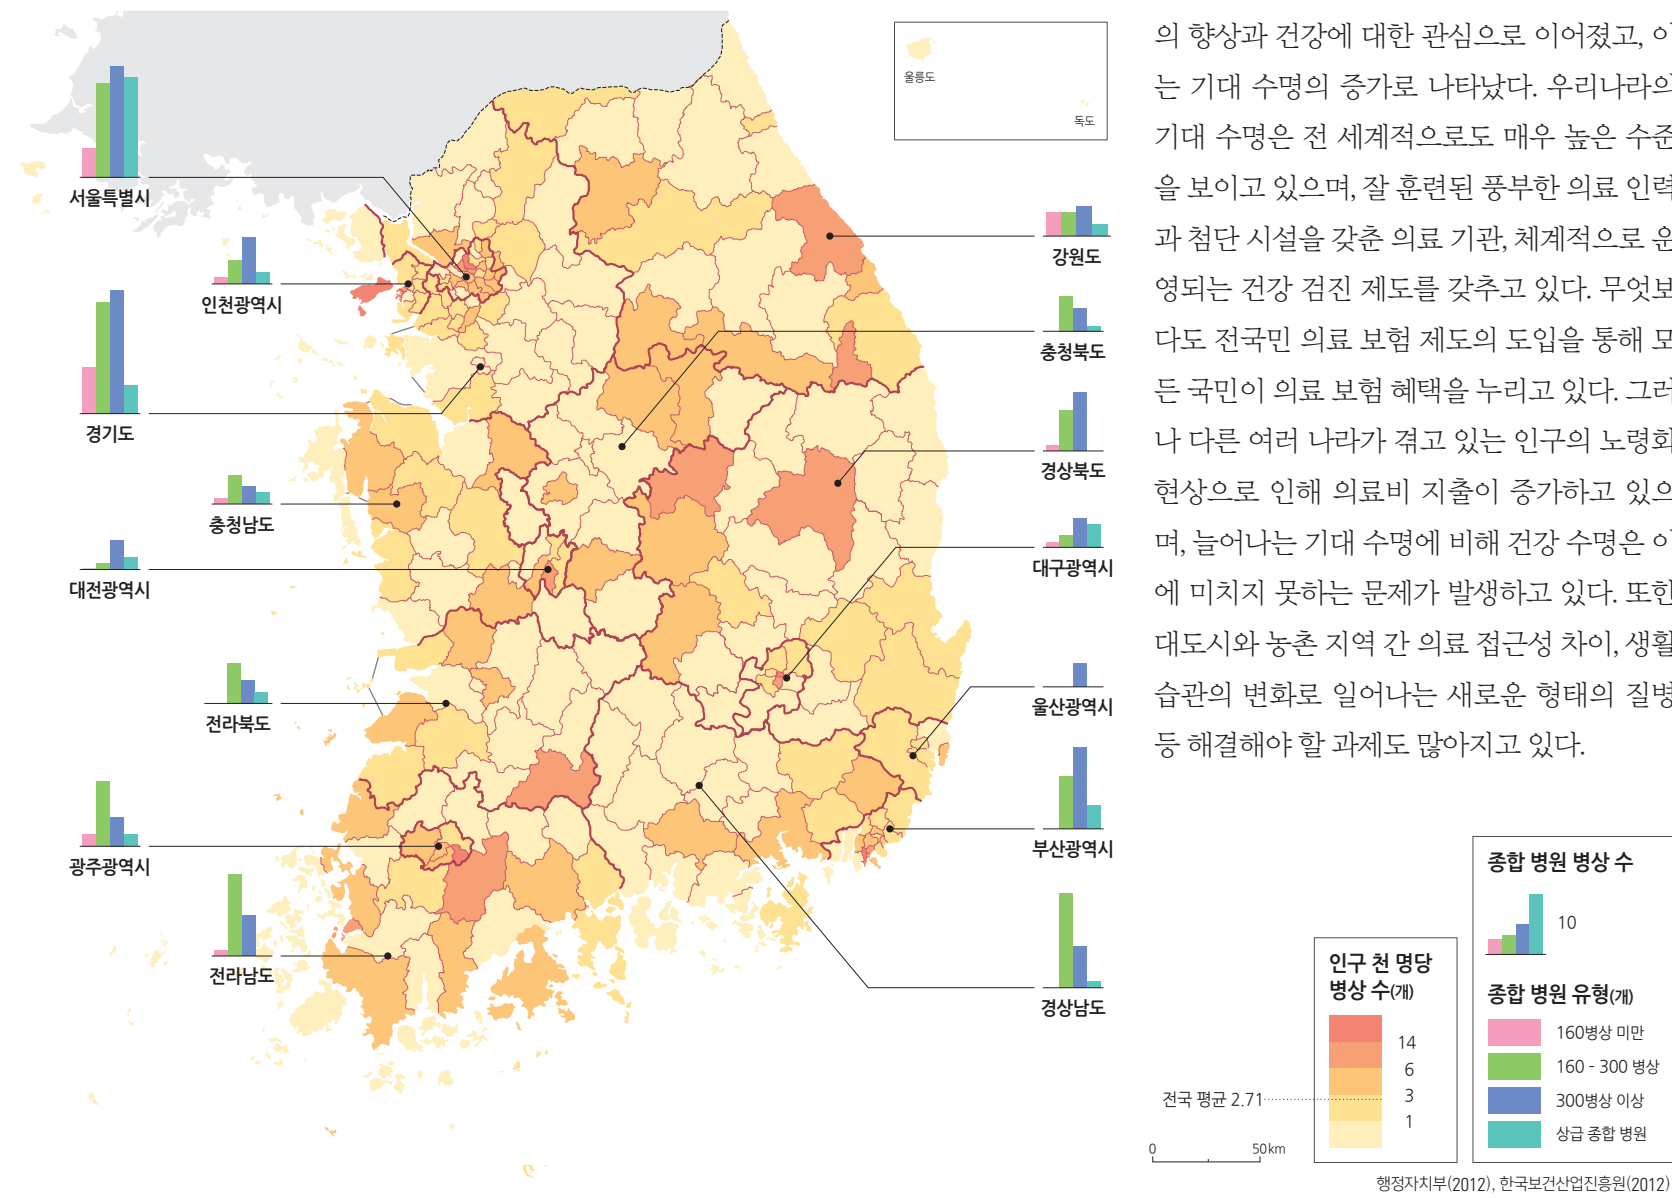 의 향상과 건강에 대한 관심으로 이어졌고, 이
는 기대 수명의 증가로 나타났다. 우리나라의
기대 수명은 전 세계적으로도 매우 높은 수준
을 보이고 있으며, 잘 훈련된 풍부한 의료 인력
과 첨단 시설을 갖춘 의료 기관, 체계적으로 운
영되는 건강 검진 제도를 갖추고 있다. 무엇보
다도 전국민 의료 보험 제도의 도입을 통해 모
든 국민이 의료 보험 혜택을 누리고 있다. 그러
나 다른 여러 나라가 겪고 있는 인구의 노령화
현상으로 인해 의료비 지출이 증가하고 있으
며, 늘어나는 기대 수명에 비해 건강 수명은 이
에 미치지 못하는 문제가 발생하고 있다. 또한
대도시와 농촌 지역 간 의료 접근성 차이, 생활
습관의 변화로 일어나는 새로운 형태의 질병
등 해결해야 할 과제도 많아지고 있다.
울릉도
독도
서울특별시
인천광역시
경기도
충청남도
대전광역시
전라북도
광주광역시
전라남도
강원도
충청북도
경상북도
대구광역시
울산광역시
부산광역시
경상남도
인구 천 명당
병상 수(개)
14
6
3
1
전국 평균 2.71
0 50km
종합 병원 병상 수
10
종합 병원 유형(개)
160병상 미만
160 - 300 병상
300병상 이상
상급 종합 병원
행정자치부(2012), 한국보건산업진흥원(2012)